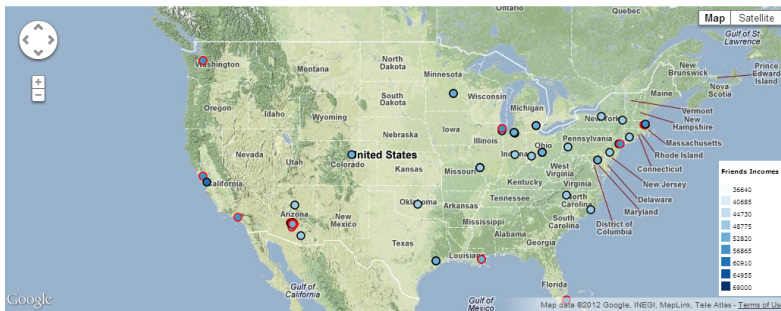 Ontario
Quebec
Map
Satellite
Gulf of St
Lawrence
Washington
Montana
North
Dakota
Minnesota
New
Brunswick
Prince
Edward
Island
Nova
Scotia
Maine
South
Dakota
Wisconsin
Michigan
Oregon
Idaho
Wyoming
Vermont
New
Hampshire
New York
Iowa
Nebraska
Illinois
Ohio
Pennsylvania
Massachusetts
Rhode Island
Nevada
Utah
Colorado
United States
Kansas
Missouri
Indiana
West
Virginia
Virginia
Kentucky
Connecticut
New Jersey
Delaware
Maryland
District of
Columbia
California
Arizona
New
Mexico
Oklahoma
Arkansas
Tennessee
North
Carolina
South
Carolina
Mississippi
Alabama
Georgia
Texas
Louisiana
Florida
Gulf of
California
Gulf of
Mexico
Friends Incomes
36640
40685
44730
48775
52820
56865
60910
64955
69000
Google
Map data ©2012 Google, INEGI, MapLink, Tele Atlas - Terms of Use